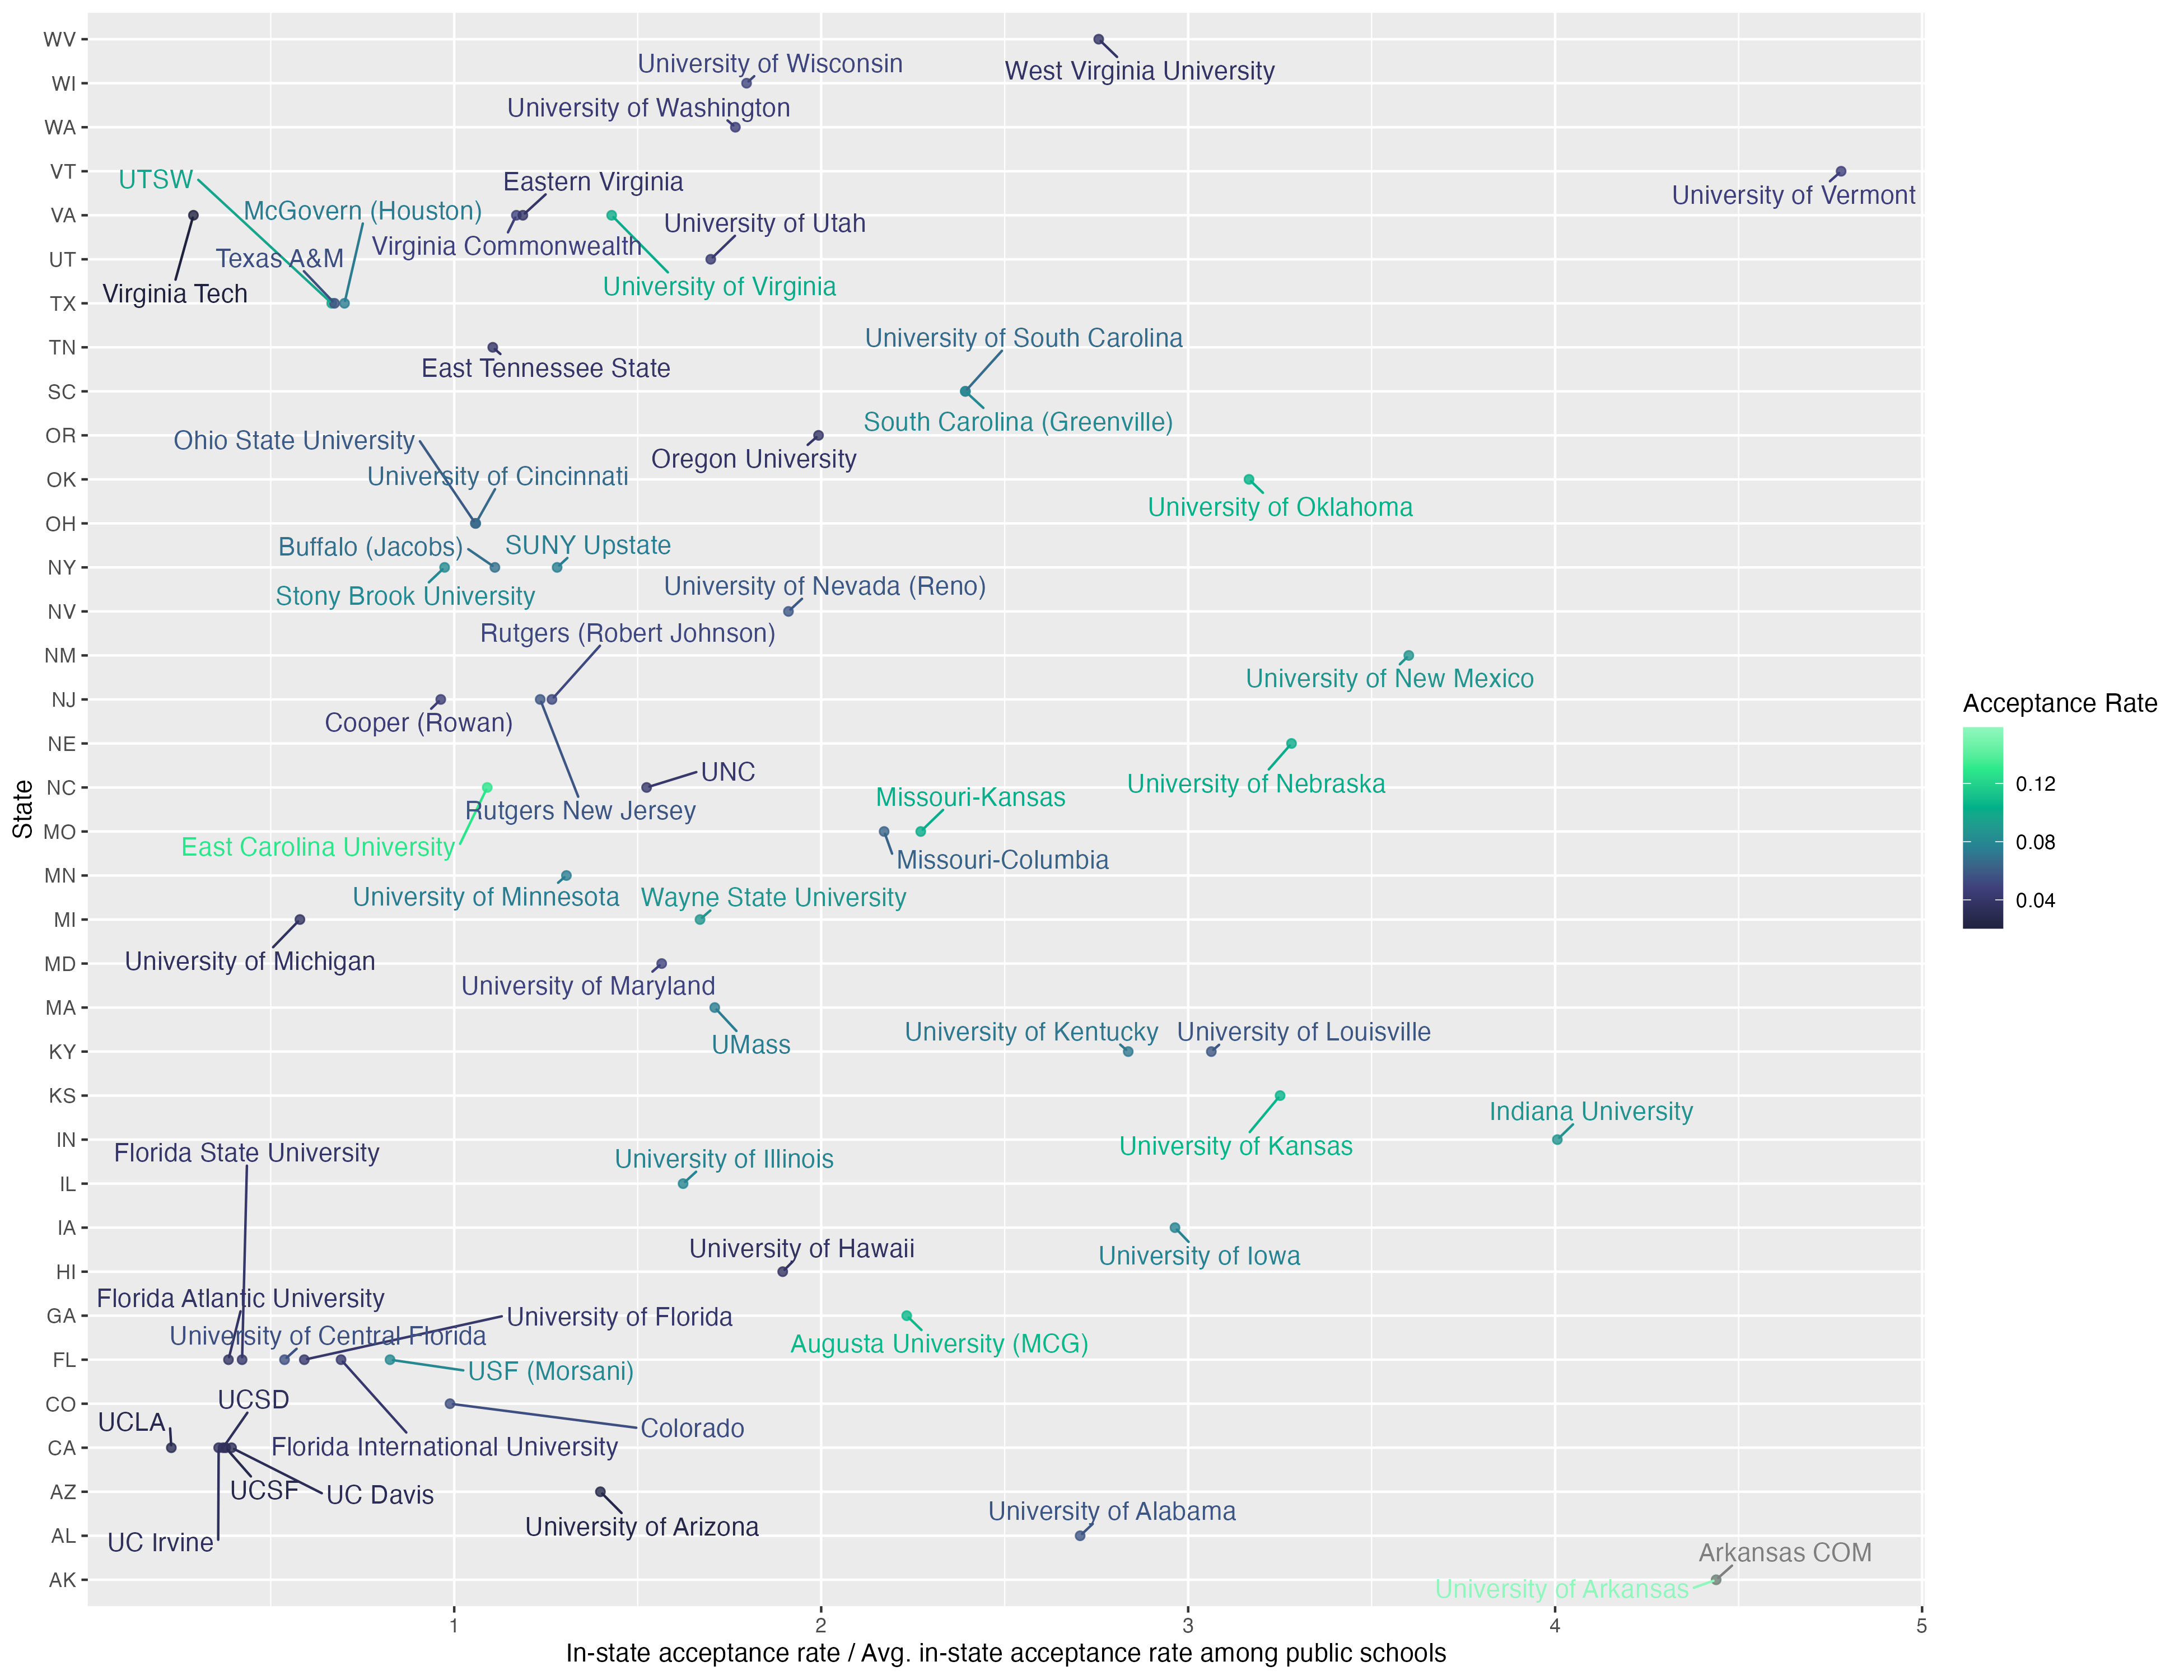 WV
University of Wisconsin
West Virginia University
WI
University of Washington
WA
VT
UTSW
Eastern Virginia
University of Vermont
McGovern (Houston)
VA
University of Utah
Virginia Commonwealth
Texas A&M
UT
University of Virginia
Virginia Tech
TX
University of South Carolina
TN
East Tennessee State
SC
South Carolina (Greenville)
OR
Ohio State University
Oregon University
University of Cincinnati
OK
University of Oklahoma
OH
Buffalo (Jacobs)
SUNY Upstate
NY
University of Nevada (Reno)
Stony Brook University
NV
Rutgers (Robert Johnson)
NM
University of New Mexico
NJ
Cooper (Rowan)
Acceptance Rate
NE
UNC
University of Nebraska
0.12
NC
Missouri-Kansas
Rutgers New Jersey
State
MO
0.08
East Carolina University
Missouri-Columbia
MN
University of Minnesota
Wayne State University
0.04
MI
University of Michigan
MD
University of Maryland
MA
University of Kentucky
University of Louisville
UMass
KY
KS
Indiana University
IN
University of Kansas
Florida State University
University of Illinois
IL
IA
University of Hawaii
University of Iowa
HI
Florida Atlantic University
University of Florida
GA
University of Central Florida
Augusta University (MCG)
FL
USF (Morsani)
UCSD
CO
UCLA
Colorado
CA
Florida International University
UCSF
UC Davis
AZ
University of Alabama
University of Arizona
AL
UC Irvine
Arkansas COM
AK
University of Arkansas
1
2
3
4
5
In-state acceptance rate / Avg. in-state acceptance rate among public schools